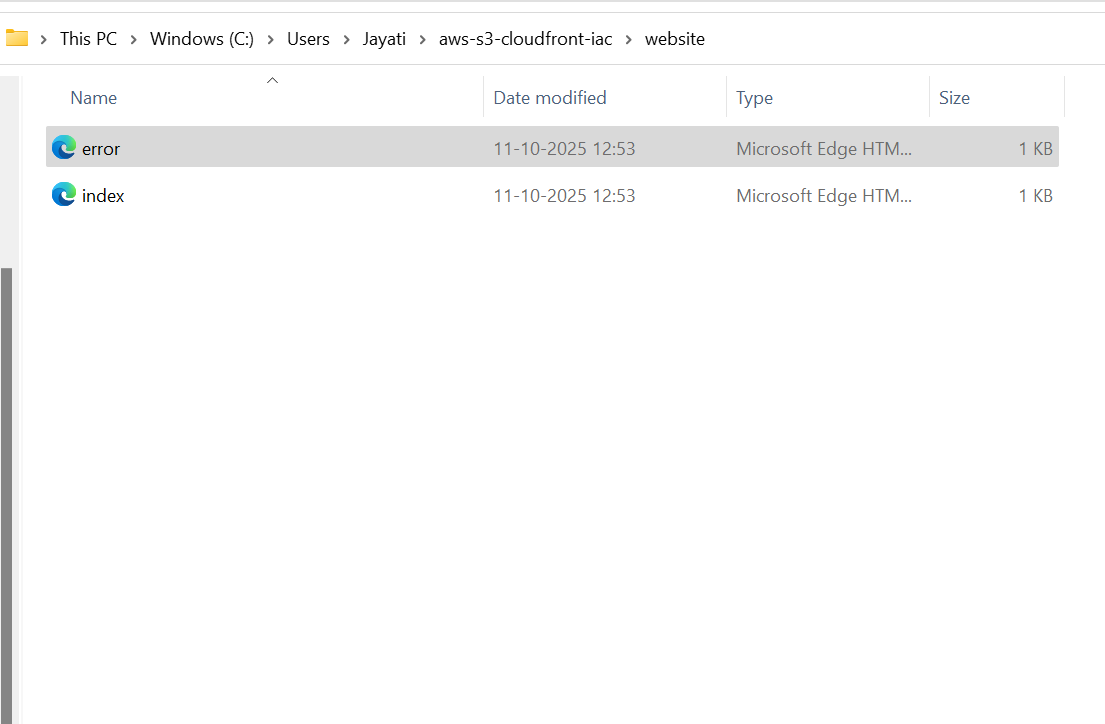 This PC > Windows (C:) > Users > Jayati > aws-s3-cloudfront-iac > website
Name Date modified Type Size
error 11-10-2025 12:53 Microsoft Edge HTM... 1 KB
index 11-10-2025 12:53 Microsoft Edge HTM... 1 KB